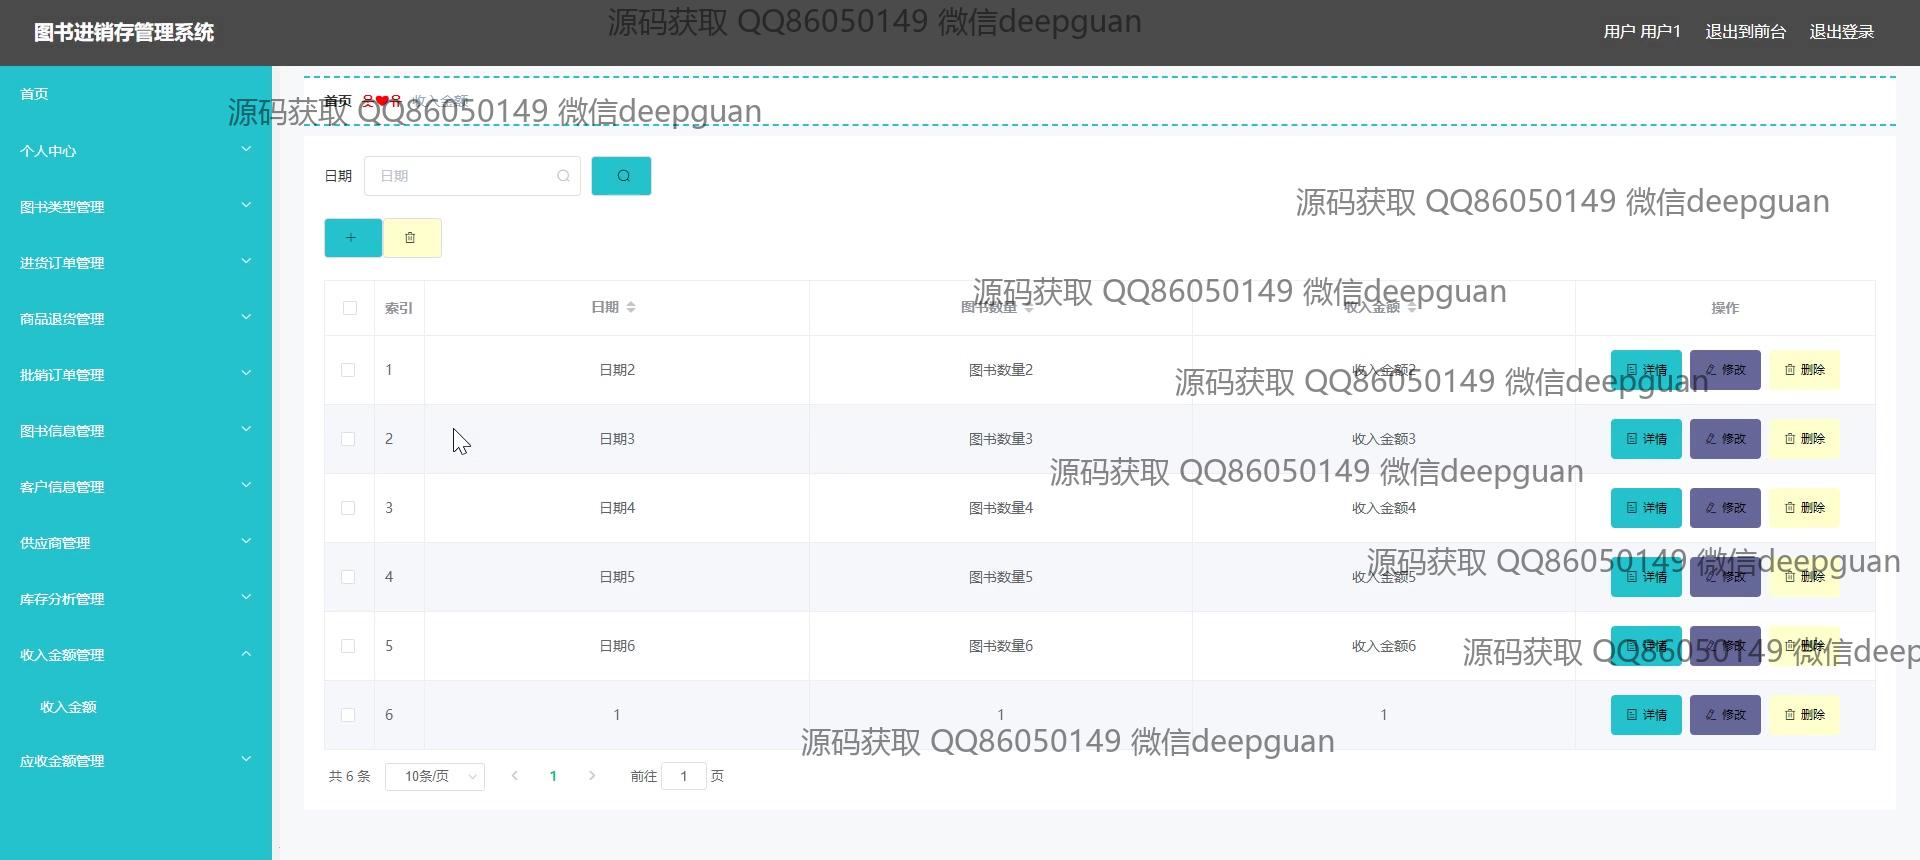 图书进销存管理系统
源码获取 QQ86050149 微信deepguan
用户 用户1 退出到前台 退出登录
首页
个人中心
图书类型管理
进货订单管理
商品退货管理
批销订单管理
图书信息管理
客户信息管理
供应商管理
库存分析管理
收入金额管理
收入金额
应收金额管理
首页 收入金额
源码获取 QQ86050149 微信deepguan
日期 日期
源码获取 QQ86050149 微信deepguan
源码获取 QQ86050149 微信deepguan
索引 日期 图书数量 收入金额 操作
1 日期2 图书数量2 收入金额2 详情 修改 删除
源码获取 QQ86050149 微信deepguan
2 日期3 图书数量3 收入金额3 详情 修改 删除
源码获取 QQ86050149 微信deepguan
3 日期4 图书数量4 收入金额4 详情 修改 删除
源码获取 QQ86050149 微信deepguan
4 日期5 图书数量5 收入金额5 详情 修改 删除
5 日期6 图书数量6 收入金额6 详情 修改 删除
源码获取 QQ86050149 微信deep
6 1 1 1 详情 修改 删除
源码获取 QQ86050149 微信deepguan
共 6 条 10条/页 1 前往 1 页